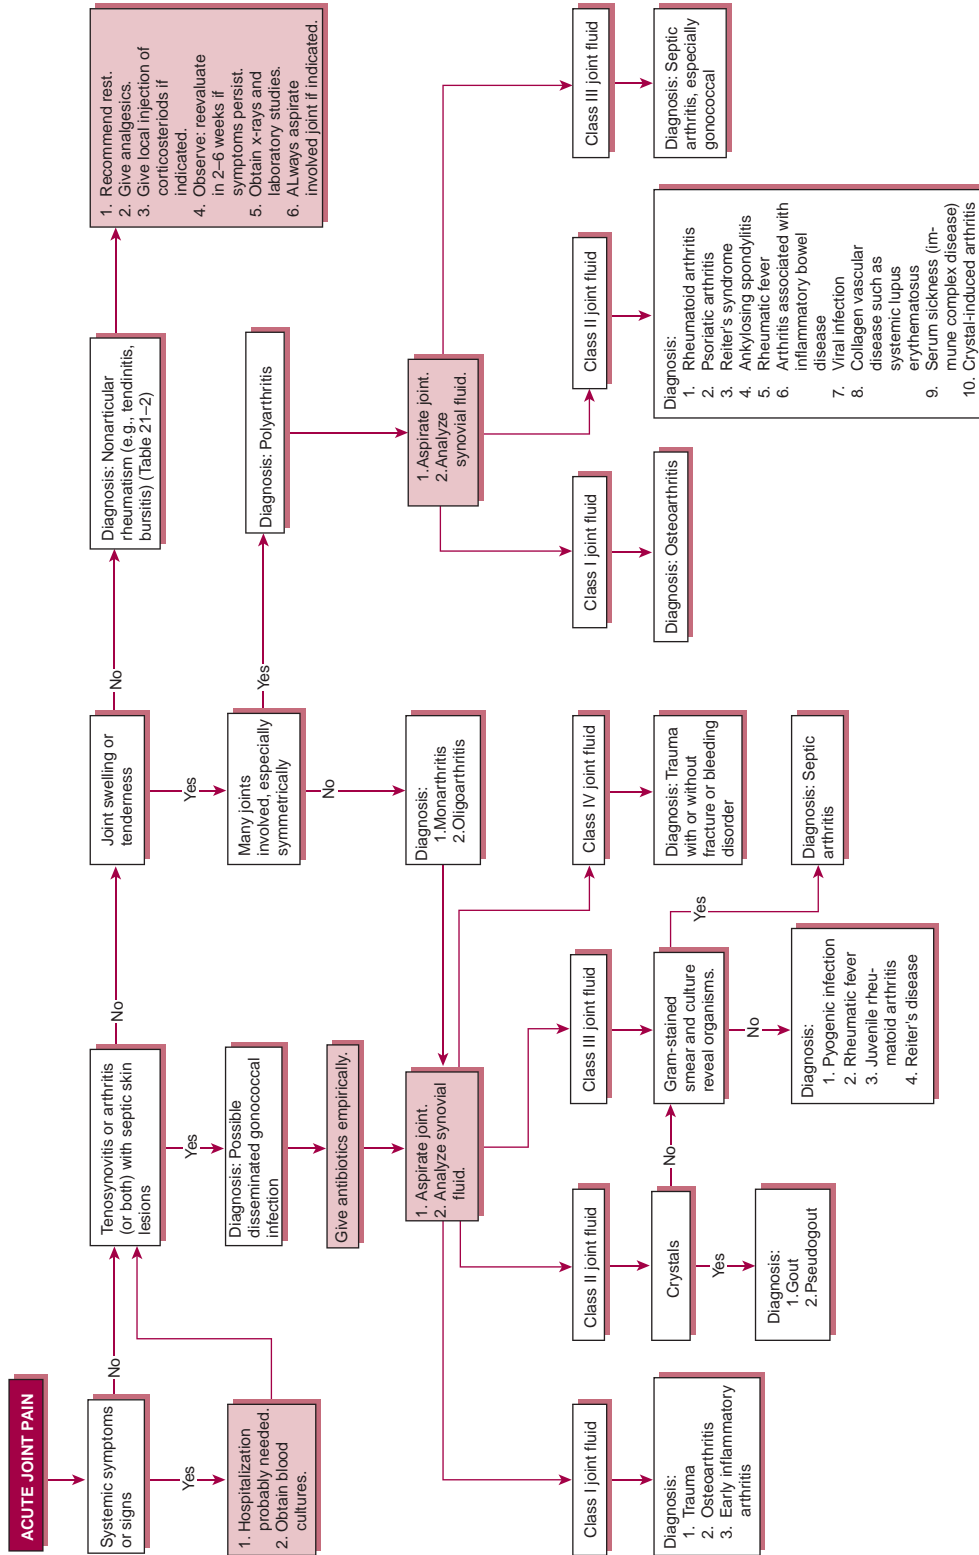 ACUTE JOINT PAIN
Systemic symptoms
or signs
No
Yes
1. Hospitalization
probably needed.
2. Obtain blood
cultures.
Tenosynovitis or arthritis
(or both) with septic skin
lesions
No
Yes
Diagnosis: Possible
disseminated gonococcal
infection
Give antibiotics empirically.
Joint swelling or
tenderness
No
Yes
Diagnosis: Nonarticular
rheumatism (e.g., tendinitis,
bursitis) (Table 21–2)
1. Recommend rest.
2. Give analgesics.
3. Give local injection of
corticosteriods if
indicated.
4. Observe: reevaluate
in 2–6 weeks if
symptoms persist.
5. Obtain x-rays and
laboratory studies.
6. ALways aspirate
involved joint if indicated.
Many joints
involved, especially
symmetrically
Yes
No
Diagnosis: Polyarthritis
Diagnosis:
1.Monarthritis
2.Oligoarthritis
1. Aspirate joint.
2. Analyze synovial
fluid.
1.Aspirate joint.
2.Analyze
synovial fluid.
Class I joint fluid
Diagnosis:
1. Trauma
2. Osteoarthritis
3. Early inflammatory
arthritis
Class II joint fluid
Crystals
No
Yes
Diagnosis:
1.Gout
2.Pseudogout
Class III joint fluid
Gram-stained
smear and culture
reveal organisms.
Yes
No
Diagnosis:
1. Pyogenic infection
2. Rheumatic fever
3. Juvenile rheu-
matoid arthritis
4. Reiter's disease
Diagnosis: Septic
arthritis
Class IV joint fluid
Diagnosis: Trauma
with or without
fracture or bleeding
disorder
Class I joint fluid
Diagnosis: Osteoarthritis
Class II joint fluid
Diagnosis:
1. Rheumatoid arthritis
2. Psoriatic arthritis
3. Reiter's syndrome
4. Ankylosing spondylitis
5. Rheumatic fever
6. Arthritis associated with
inflammatory bowel
disease
7. Viral infection
8. Collagen vascular
disease such as
systemic lupus
erythematosus
9. Serum sickness (im-
mune complex disease)
10. Crystal-induced arthritis
Class III joint fluid
Diagnosis: Septic
arthritis, especially
gonococcal